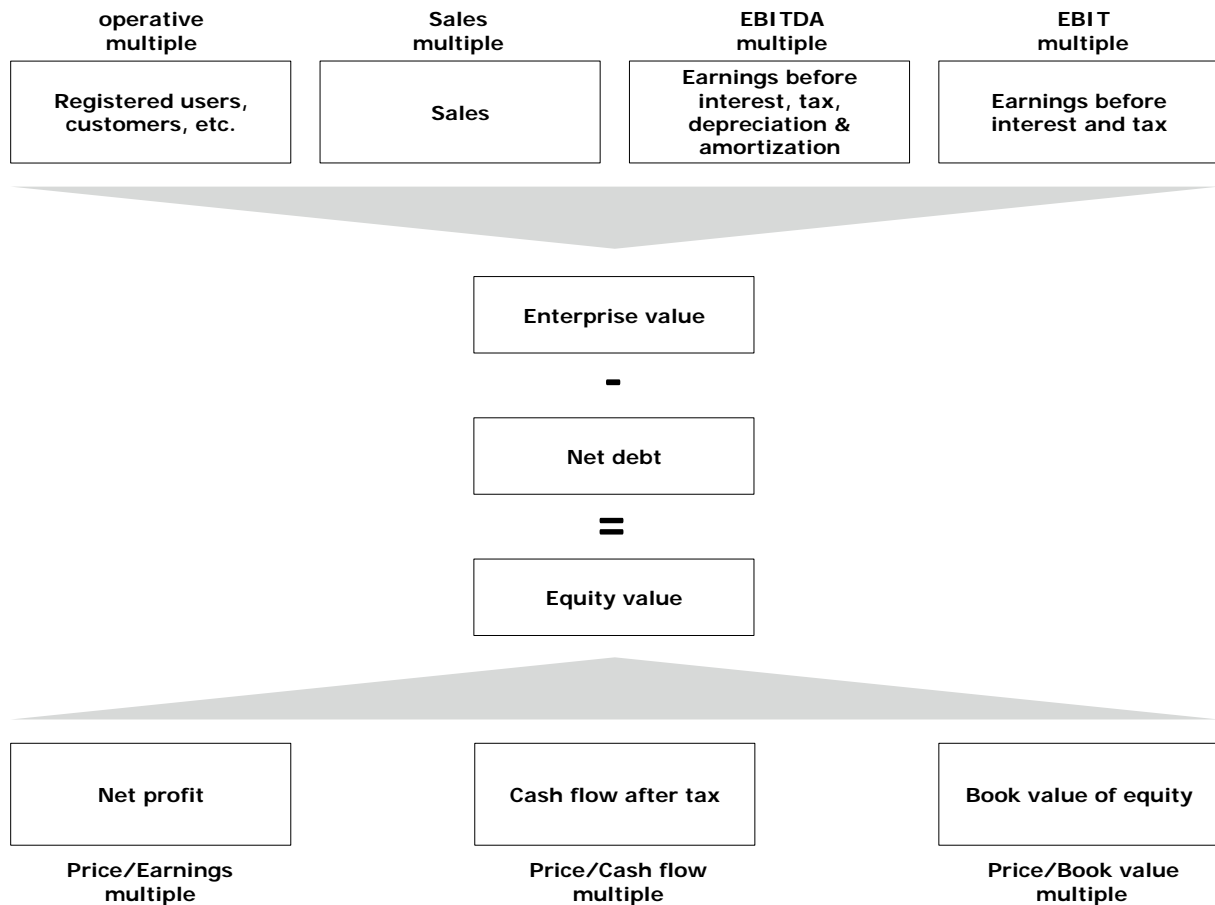 operative
multiple
Sales
multiple
EBITDA
multiple
EBIT
multiple
Registered users,
customers, etc.
Sales
Earnings before
interest, tax,
depreciation &
amortization
Earnings before
interest and tax
Enterprise value
-
Net debt
=
Equity value
Net profit
Cash flow after tax
Book value of equity
Price/Earnings
multiple
Price/Cash flow
multiple
Price/Book value
multiple